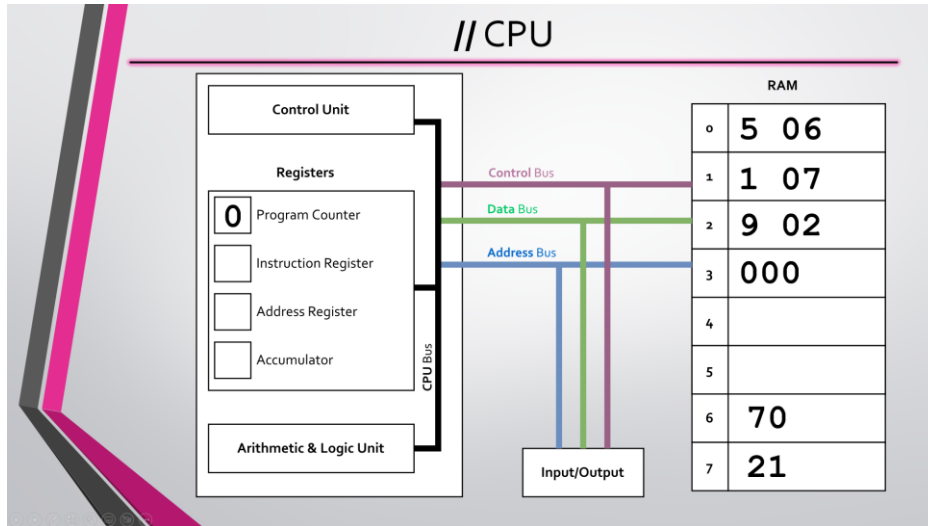 // CPU
Control Unit
Registers
0 Program Counter
Instruction Register
Address Register
Accumulator
CPU Bus
Arithmetic & Logic Unit
Control Bus
Data Bus
Address Bus
Input/Output
RAM
0 5 06
1 1 07
2 9 02
3 000
4
5
6 70
7 21